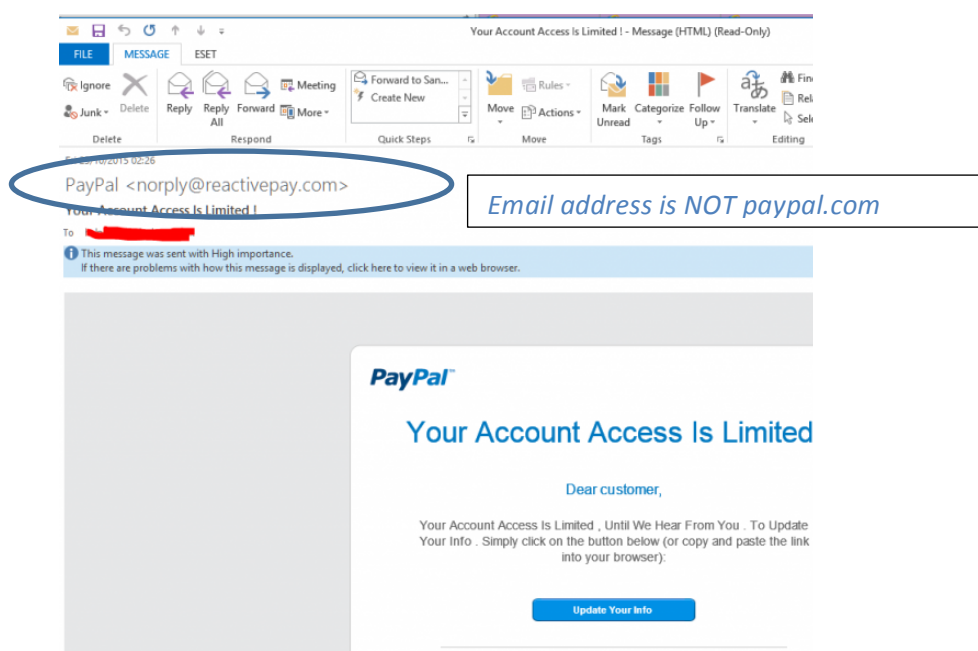 Your Account Access Is Limited ! - Message (HTML) (Read-Only)
FILE MESSAGE ESET
Ignore
Junk
Delete
Reply
Reply All
Forward
Meeting
More
Forward to San...
Create New
Move
Rules
Actions
Mark Unread
Categorize
Follow Up
Translate
Delete Respond Quick Steps Move Tags Editing
02:26
PayPal <norply@reactivepay.com>
Email address is NOT paypal.com
Your Account Access Is Limited !
To
This message was sent with High importance.
If there are problems with how this message is displayed, click here to view it in a web browser.
PayPal™
Your Account Access Is Limited
Dear customer,
Your Account Access Is Limited , Until We Hear From You . To Update
Your Info . Simply click on the button below (or copy and paste the link
into your browser):
Update Your Info